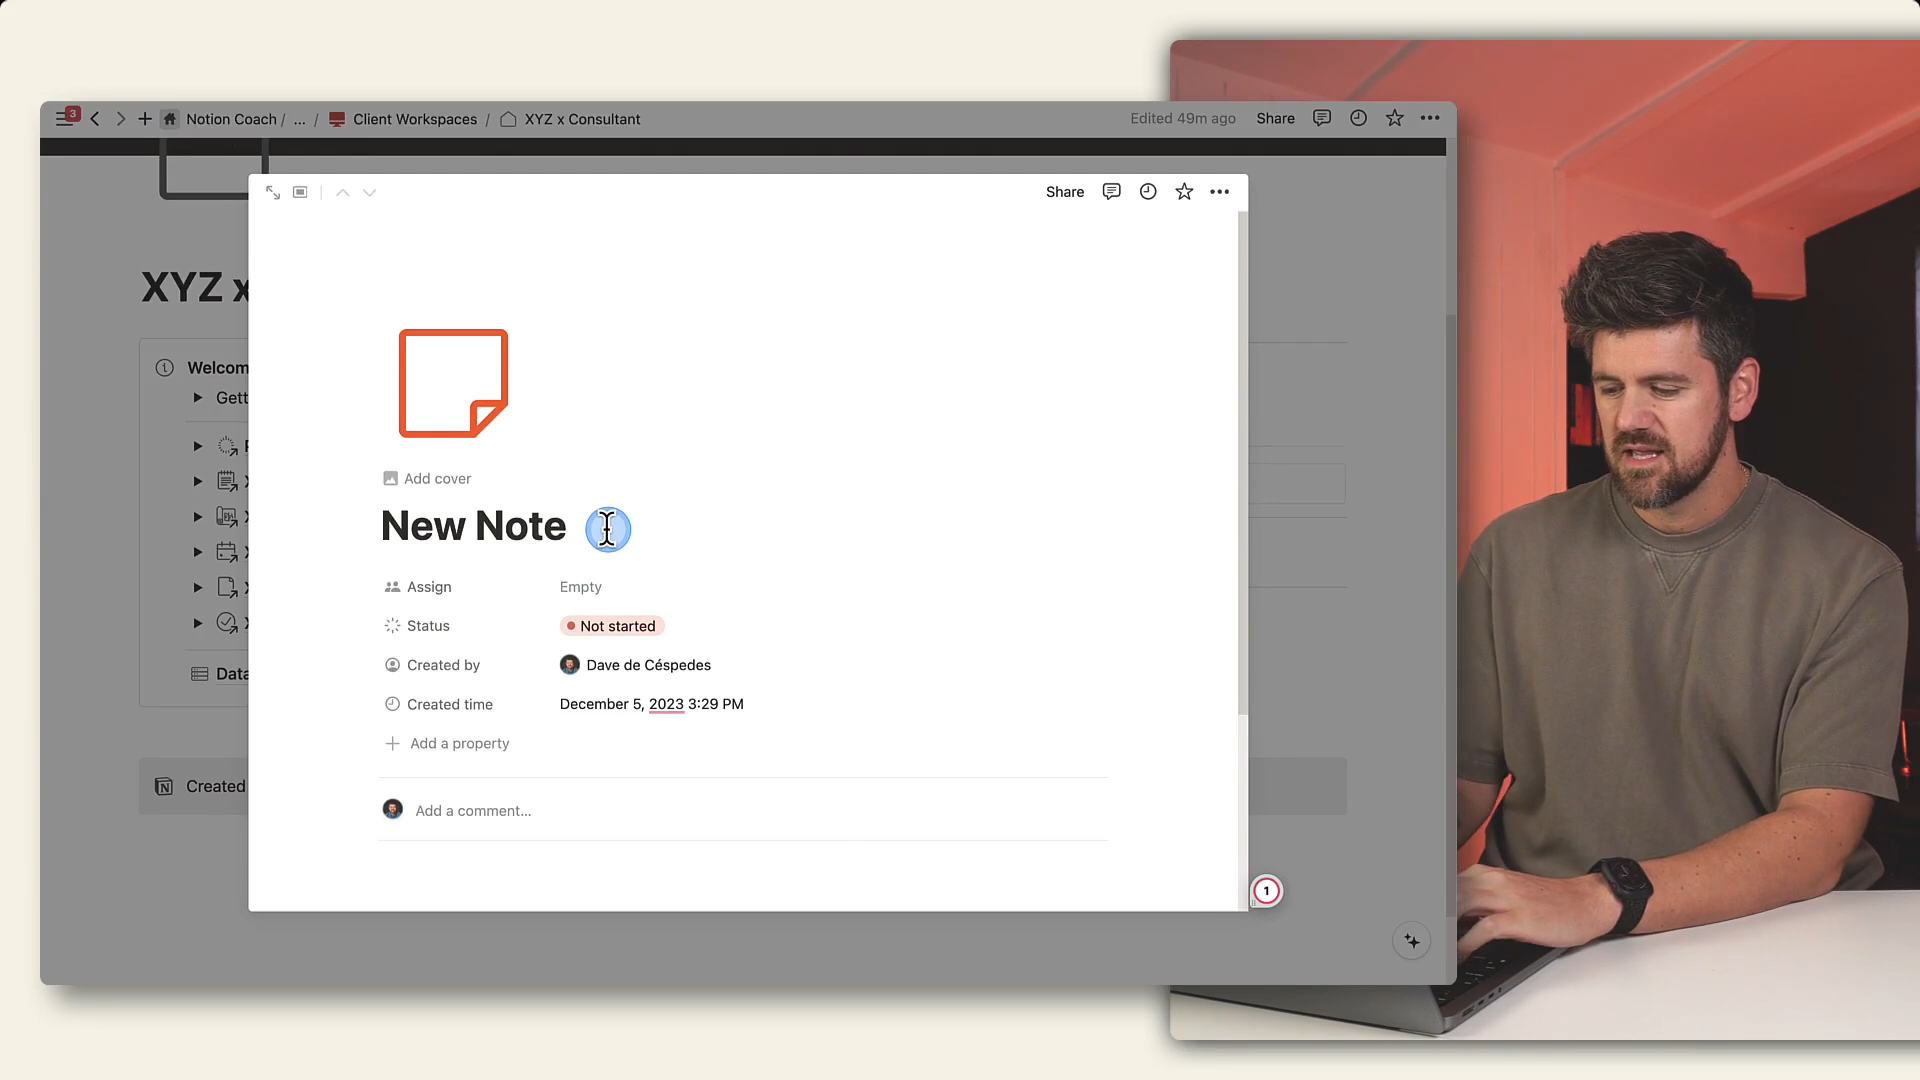 3
Notion Coach / ... / Client Workspaces / XYZ x Consultant
Edited 49m ago Share
Share
XYZ x
Welcom
Gett
Data
Created
Add cover
New Note
Assign Empty
Status Not started
Created by Dave de Céspedes
Created time December 5, 2023 3:29 PM
Add a property
Add a comment...
1